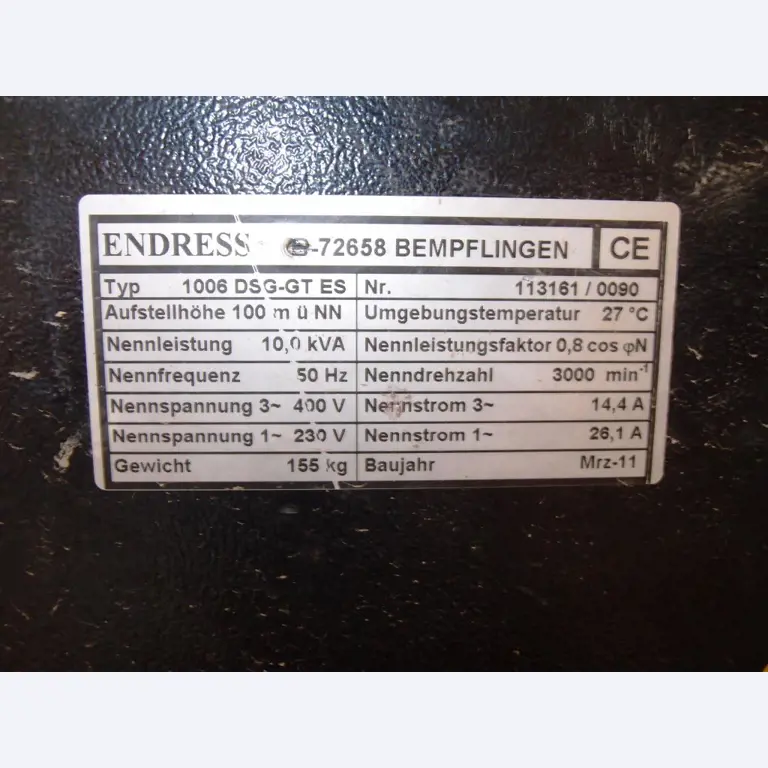 ENDRESS D-72658 BEMPFLINGEN CE
Typ 1006 DSG-GT ES Nr. 113161 / 0090
Aufstellhöhe 100 m ü NN Umgebungstemperatur 27 °C
Nennleistung 10,0 kVA Nennleistungsfaktor 0,8 cos φN
Nennfrequenz 50 Hz Nenndrehzahl 3000 min⁻¹
Nennspannung 3~ 400 V Nennstrom 3~ 14,4 A
Nennspannung 1~ 230 V Nennstrom 1~ 26,1 A
Gewicht 155 kg Baujahr Mrz-11